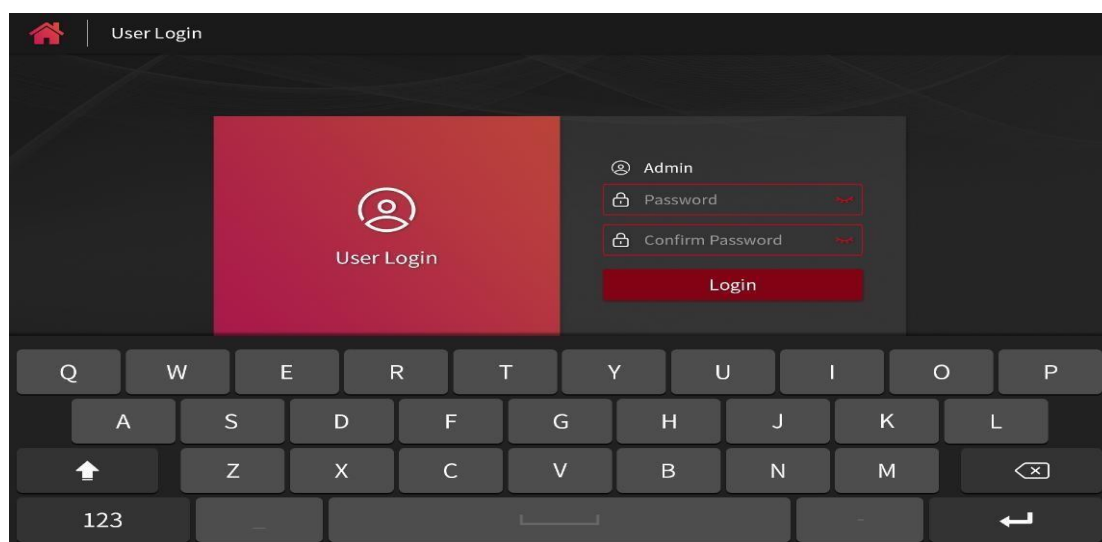 User Login
Admin
Password
Confirm Password
User Login
Login
Q W E R T Y U I O P
A S D F G H J K L
Z X C V B N M
123 _ -